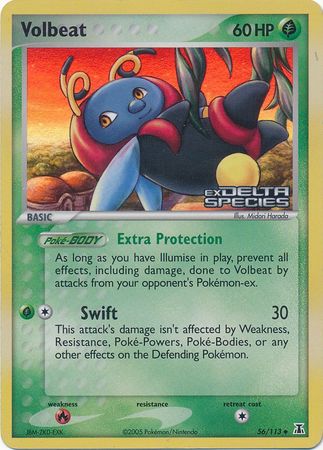 Volbeat
60 HP
EX DELTA
SPECIES
BASIC
Illus. Midori Harada
Poké-BODY Extra Protection
As long as you have Illumise in play, prevent all
effects, including damage, done to Volbeat by
attacks from your opponent's Pokémon-ex.
Swift 30
This attack's damage isn't affected by Weakness,
Resistance, Poké-Powers, Poké-Bodies, or any
other effects on the Defending Pokémon.
weakness resistance retreat cost
JBM-ZKD-EXK ©2005 Pokémon/Nintendo 56/113